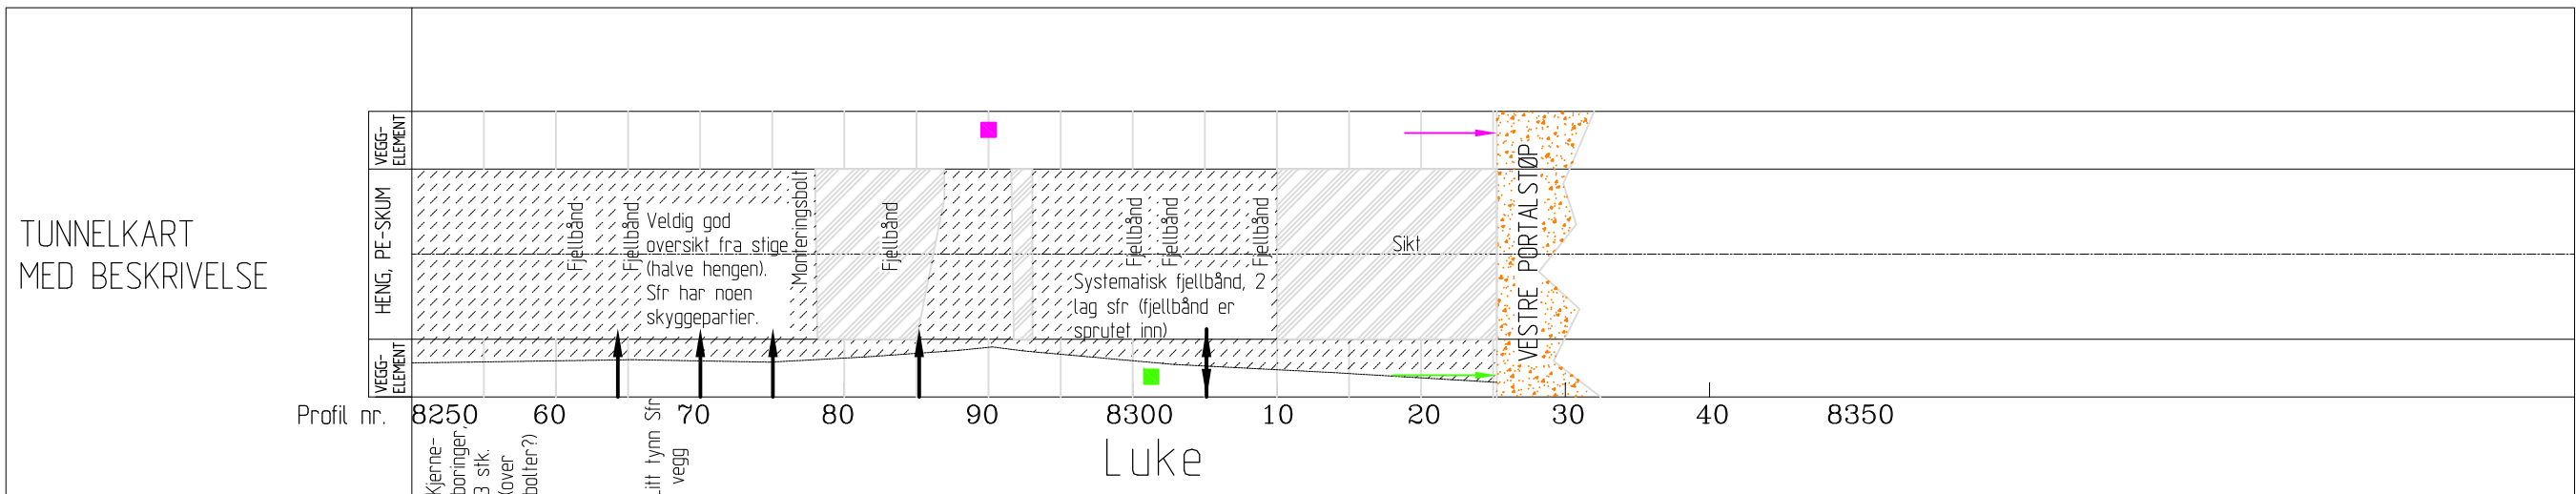 TUNNELKART
MED BESKRIVELSE
VEGG-
ELEMENT
HENG, PE-SKUM
VEGG-
ELEMENT
Fjellbånd
Fjellbånd
Veldig god
oversikt fra stige
(halve hengen).
Sfr har noen
skyggepartier.
Monteringsbolt
Fjellbånd
Fjellbånd
Fjellbånd
Fjellbånd
Systematisk fjellbånd, 2
lag sfr (fjellbånd er
sprutet inn)
Sikt
VESTRE PORTALSTØP
Profil nr. 8250 60 70 80 90 8300 10 20 30 40 8350
Kjerne-
boringer,
3 stk.
(over
bolter?)
Litt tynn Sfr
vegg
Luke